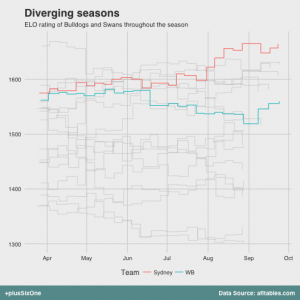 Diverging seasons
ELO rating of Bulldogs and Swans throughout the season
1600
1500
1400
1300
Apr May Jun Jul Aug Sep Oct
Team Sydney WB
+plusSixOne Data Source: afltables.com